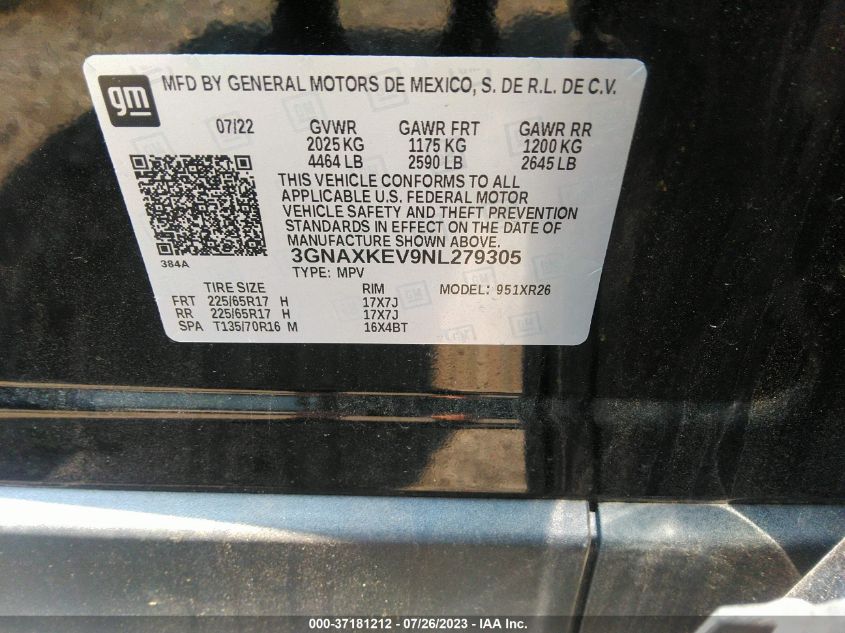 gm
MFD BY GENERAL MOTORS DE MEXICO, S. DE R.L. DE C.V.
07/22 GVWR GAWR FRT GAWR RR
2025 KG 1175 KG 1200 KG
4464 LB 2590 LB 2645 LB
THIS VEHICLE CONFORMS TO ALL
APPLICABLE U.S. FEDERAL MOTOR
VEHICLE SAFETY AND THEFT PREVENTION
STANDARDS IN EFFECT ON THE DATE OF
MANUFACTURE SHOWN ABOVE.
384A
3GNAXKEV9NL279305
TYPE: MPV
TIRE SIZE RIM MODEL: 951XR26
FRT 225/65R17 H 17X7J
RR 225/65R17 H 17X7J
SPA T135/70R16 M 16X4BT
000-37181212 - 07/26/2023 - IAA Inc.